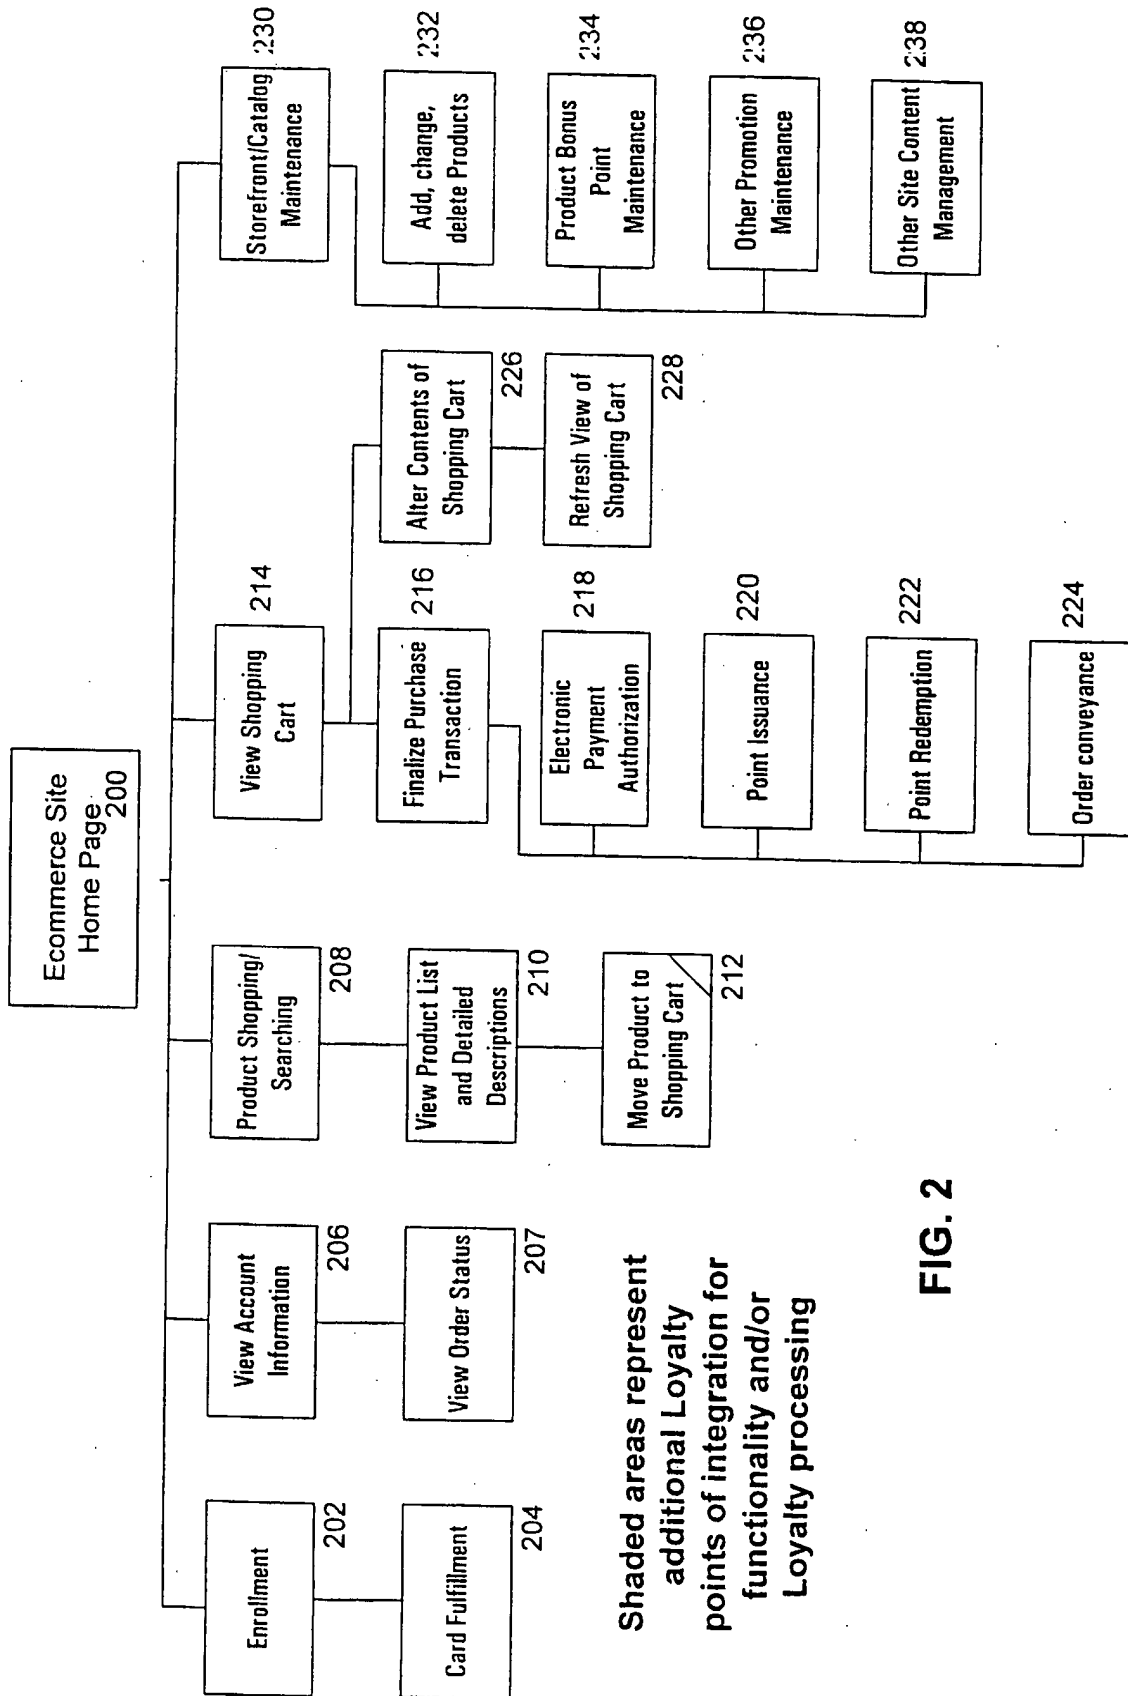 Ecommerce Site
Home Page
200
Enrollment
202
Card Fulfillment
204
View Account
Information
206
View Order Status
207
Product Shopping/
Searching
208
View Product List
and Detailed
Descriptions
210
Move Product to
Shopping Cart
212
View Shopping
Cart
214
Finalize Purchase
Transaction
216
Electronic
Payment
Authorization
218
Point Issuance
220
Point Redemption
222
Order conveyance
224
Alter Contents of
Shopping Cart
226
Refresh View of
Shopping Cart
228
Storefront/Catalog
Maintenance
230
Add, change,
delete Products
232
Product Bonus
Point
Maintenance
234
Other Promotion
Maintenance
236
Other Site Content
Management
238
Shaded areas represent
additional Loyalty
points of integration for
functionality and/or
Loyalty processing
FIG. 2